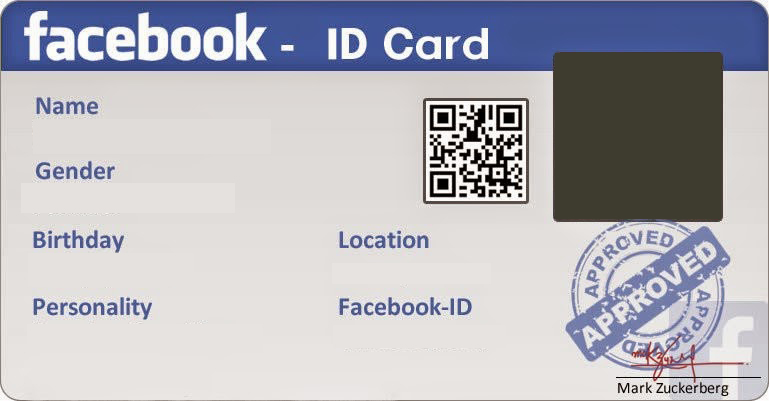 facebook - ID Card
Name
Gender
Birthday
Location
Personality
Facebook-ID
APPROVED
APPROVED
APPROVED
Mark Zuckerberg